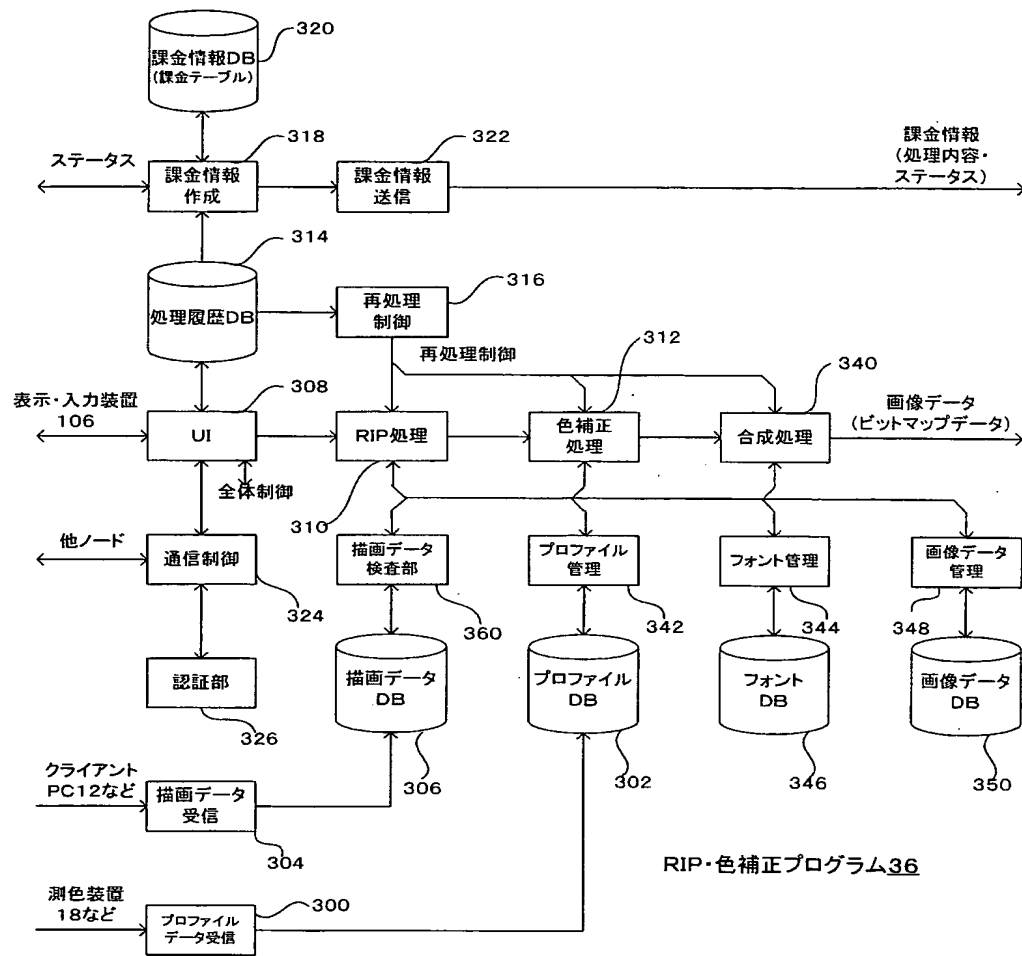 320
課金情報DB
(課金テーブル)
318
322
ステータス
課金情報
作成
課金情報
送信
課金情報
(処理内容・
ステータス)
314
316
処理履歴DB
再処理
制御
再処理制御
312
340
308
表示・入力装置
106
UI
RIP処理
色補正
処理
合成処理
画像データ
(ビットマップデータ)
全体制御
310
他ノード
通信制御
324
描画データ
検査部
360
プロファイル
管理
342
フォント管理
344
画像データ
管理
348
認証部
326
描画データ
DB
306
プロファイル
DB
302
フォント
DB
346
画像データ
DB
350
クライアント
PC12など
描画データ
受信
304
RIP・色補正プログラム36
測色装置
18など
300
プロファイル
データ受信